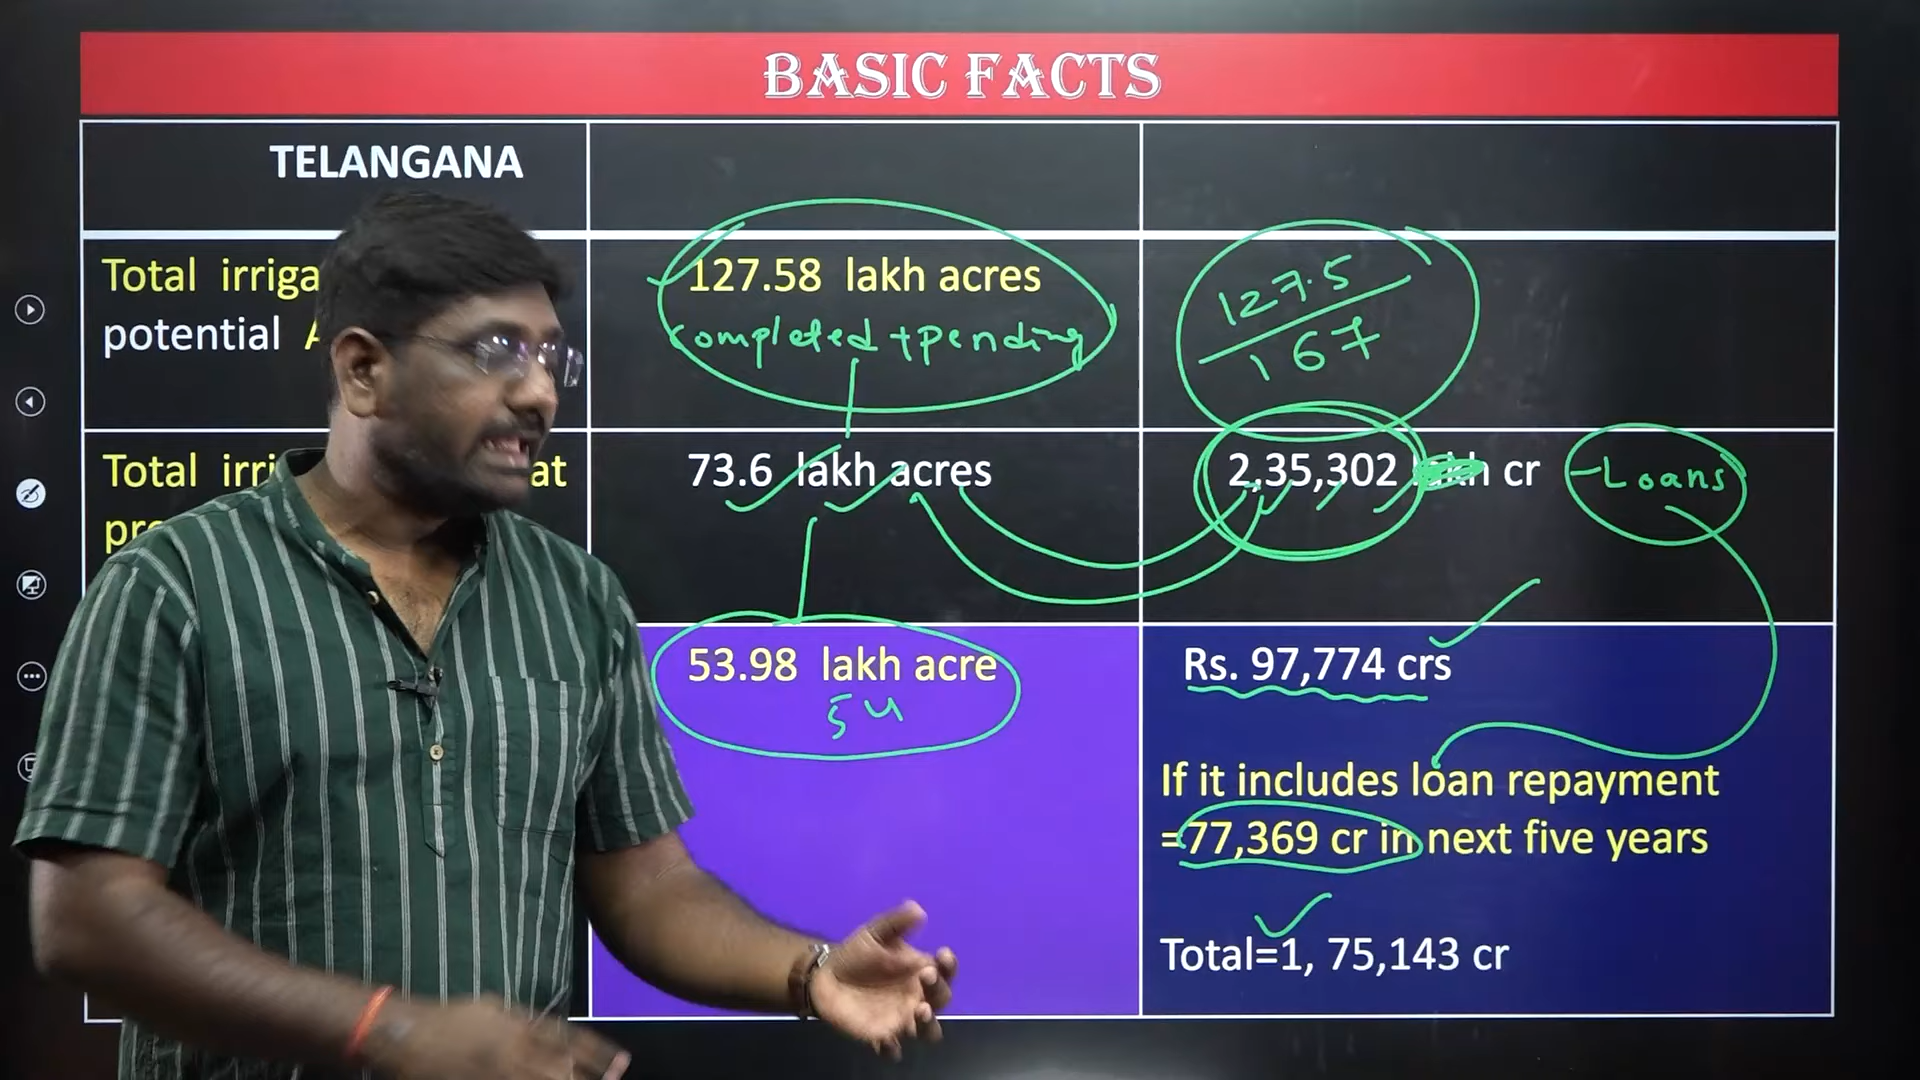 BASIC FACTS
TELANGANA
Total irriga
potential
127.58 lakh acres
completed + pending
127.5
167
Total irri at
73.6 lakh acres
2,35,302 cr
-Loans
53.98 lakh acre
54
Rs. 97,774 crs
If it includes loan repayment
=77,369 cr in next five years
Total=1, 75,143 cr